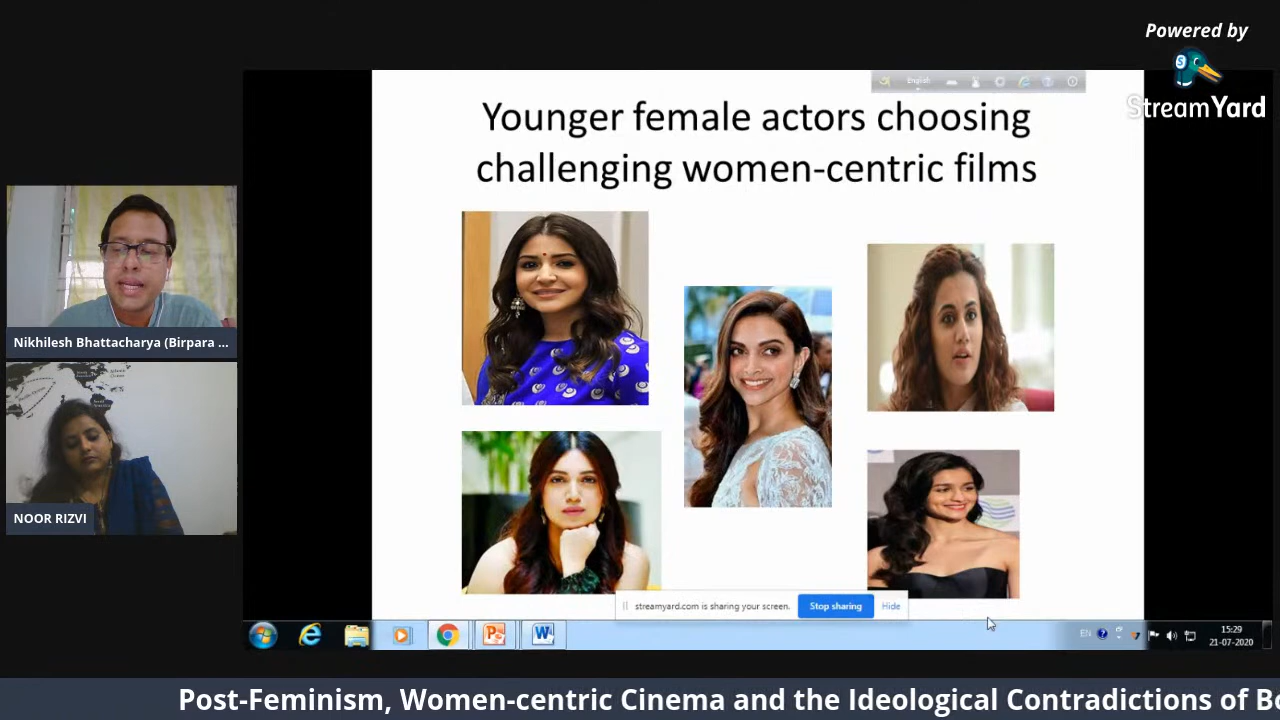 Powered by
StreamYard
English
Younger female actors choosing
challenging women-centric films
Nikhilesh Bhattacharya (Birpara ...
NOOR RIZVI
streamyard.com is sharing your screen.
Stop sharing
Hide
EN
15:29
21-07-2020
Post-Feminism, Women-centric Cinema and the Ideological Contradictions of Bo